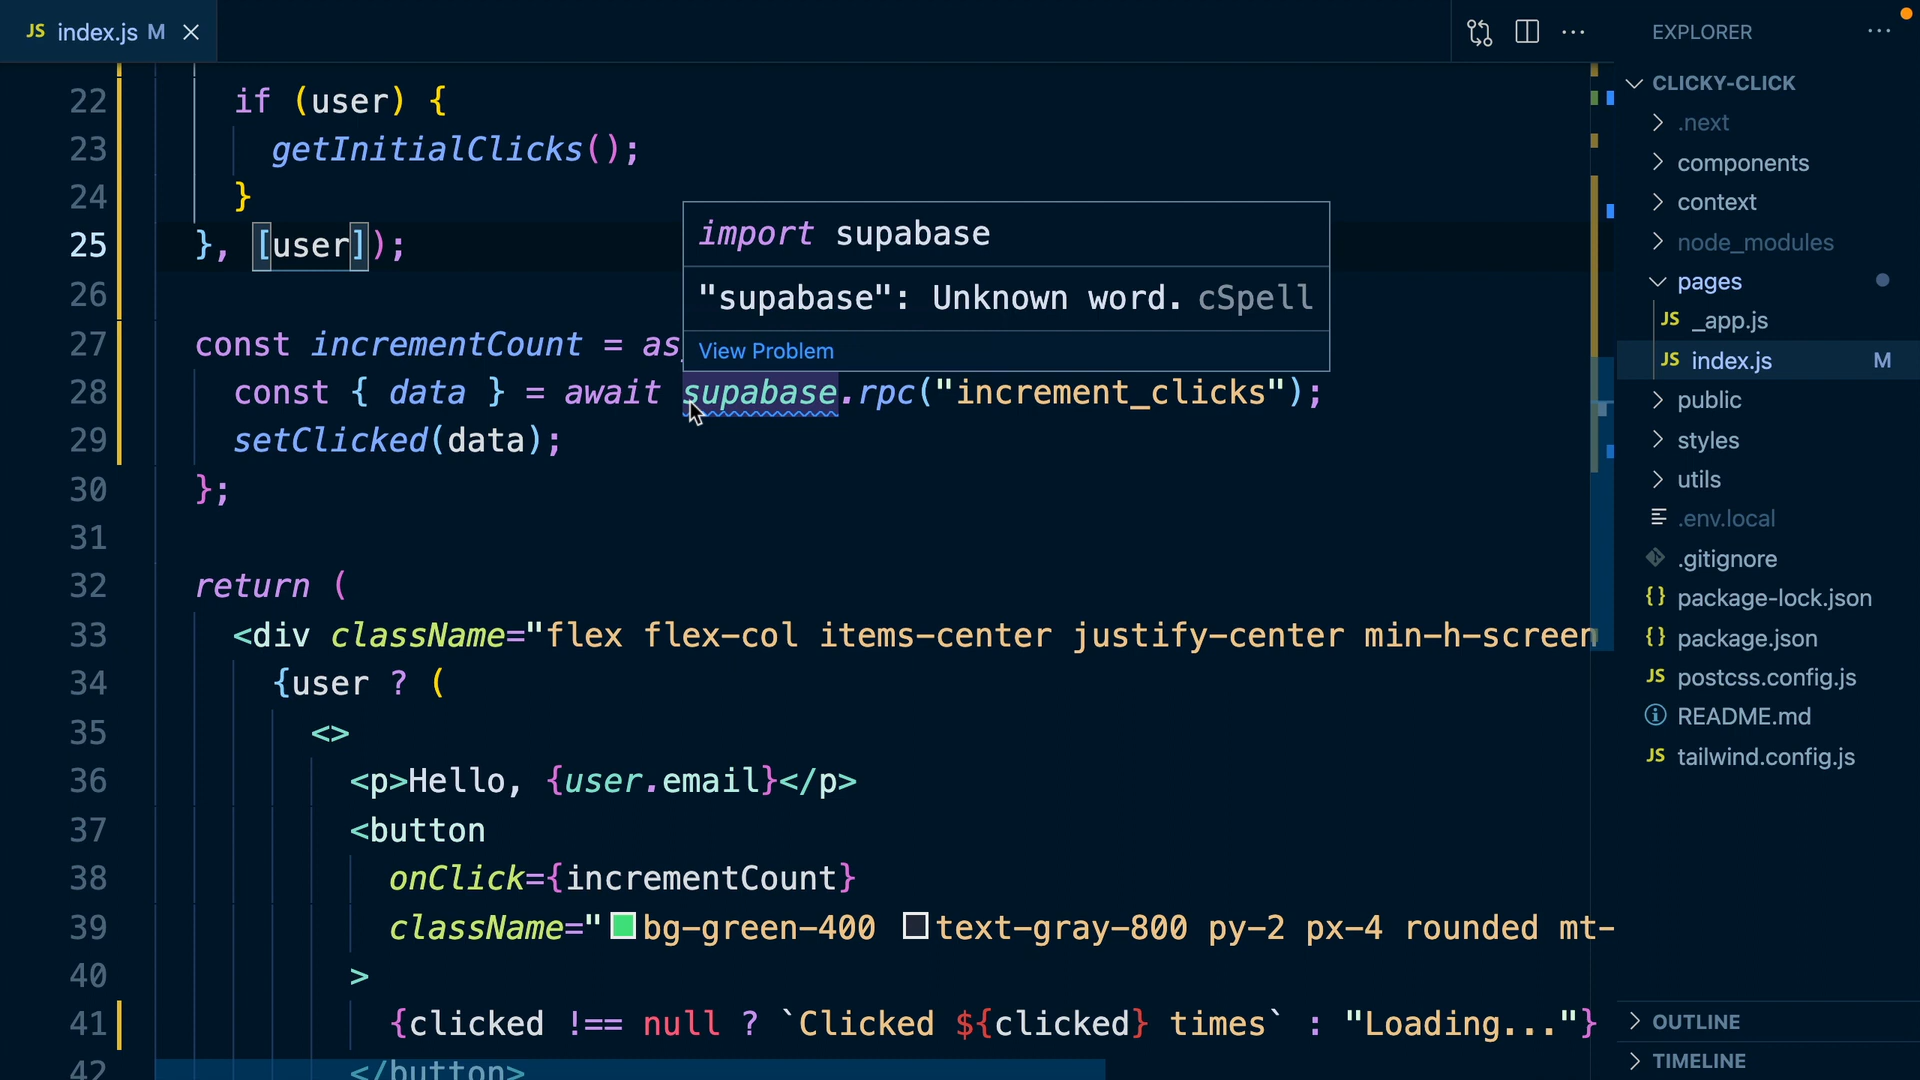 JS index.js M
22 if (user) {
23 getInitialClicks();
24 }
25 }, [user]);
26
27 const incrementCount = as
28 const { data } = await supabase.rpc("increment_clicks");
29 setClicked(data);
30 };
31
32 return (
33 <div className="flex flex-col items-center justify-center min-h-screen
34 {user ? (
35 <>
36 <p>Hello, {user.email}</p>
37 <button
38 onClick={incrementCount}
39 className="bg-green-400 text-gray-800 py-2 px-4 rounded mt-
40 >
41 {clicked !== null ? `Clicked ${clicked} times` : "Loading..."}
42 </button>
import supabase
"supabase": Unknown word. cSpell
View Problem
EXPLORER
CLICKY-CLICK
.next
components
context
node_modules
pages
JS _app.js
JS index.js M
public
styles
utils
.env.local
.gitignore
{} package-lock.json
{} package.json
JS postcss.config.js
README.md
JS tailwind.config.js
OUTLINE
TIMELINE